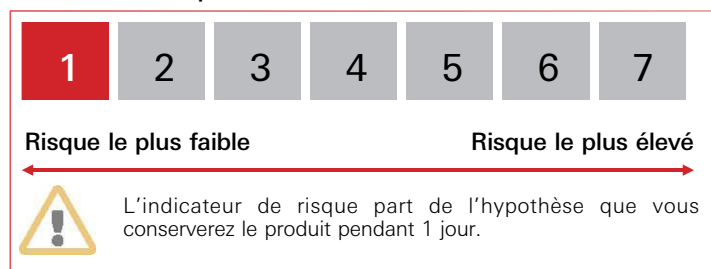 1 2 3 4 5 6 7
Risque le plus faible Risque le plus élevé
L'indicateur de risque part de l'hypothèse que vous
conserverez le produit pendant 1 jour.